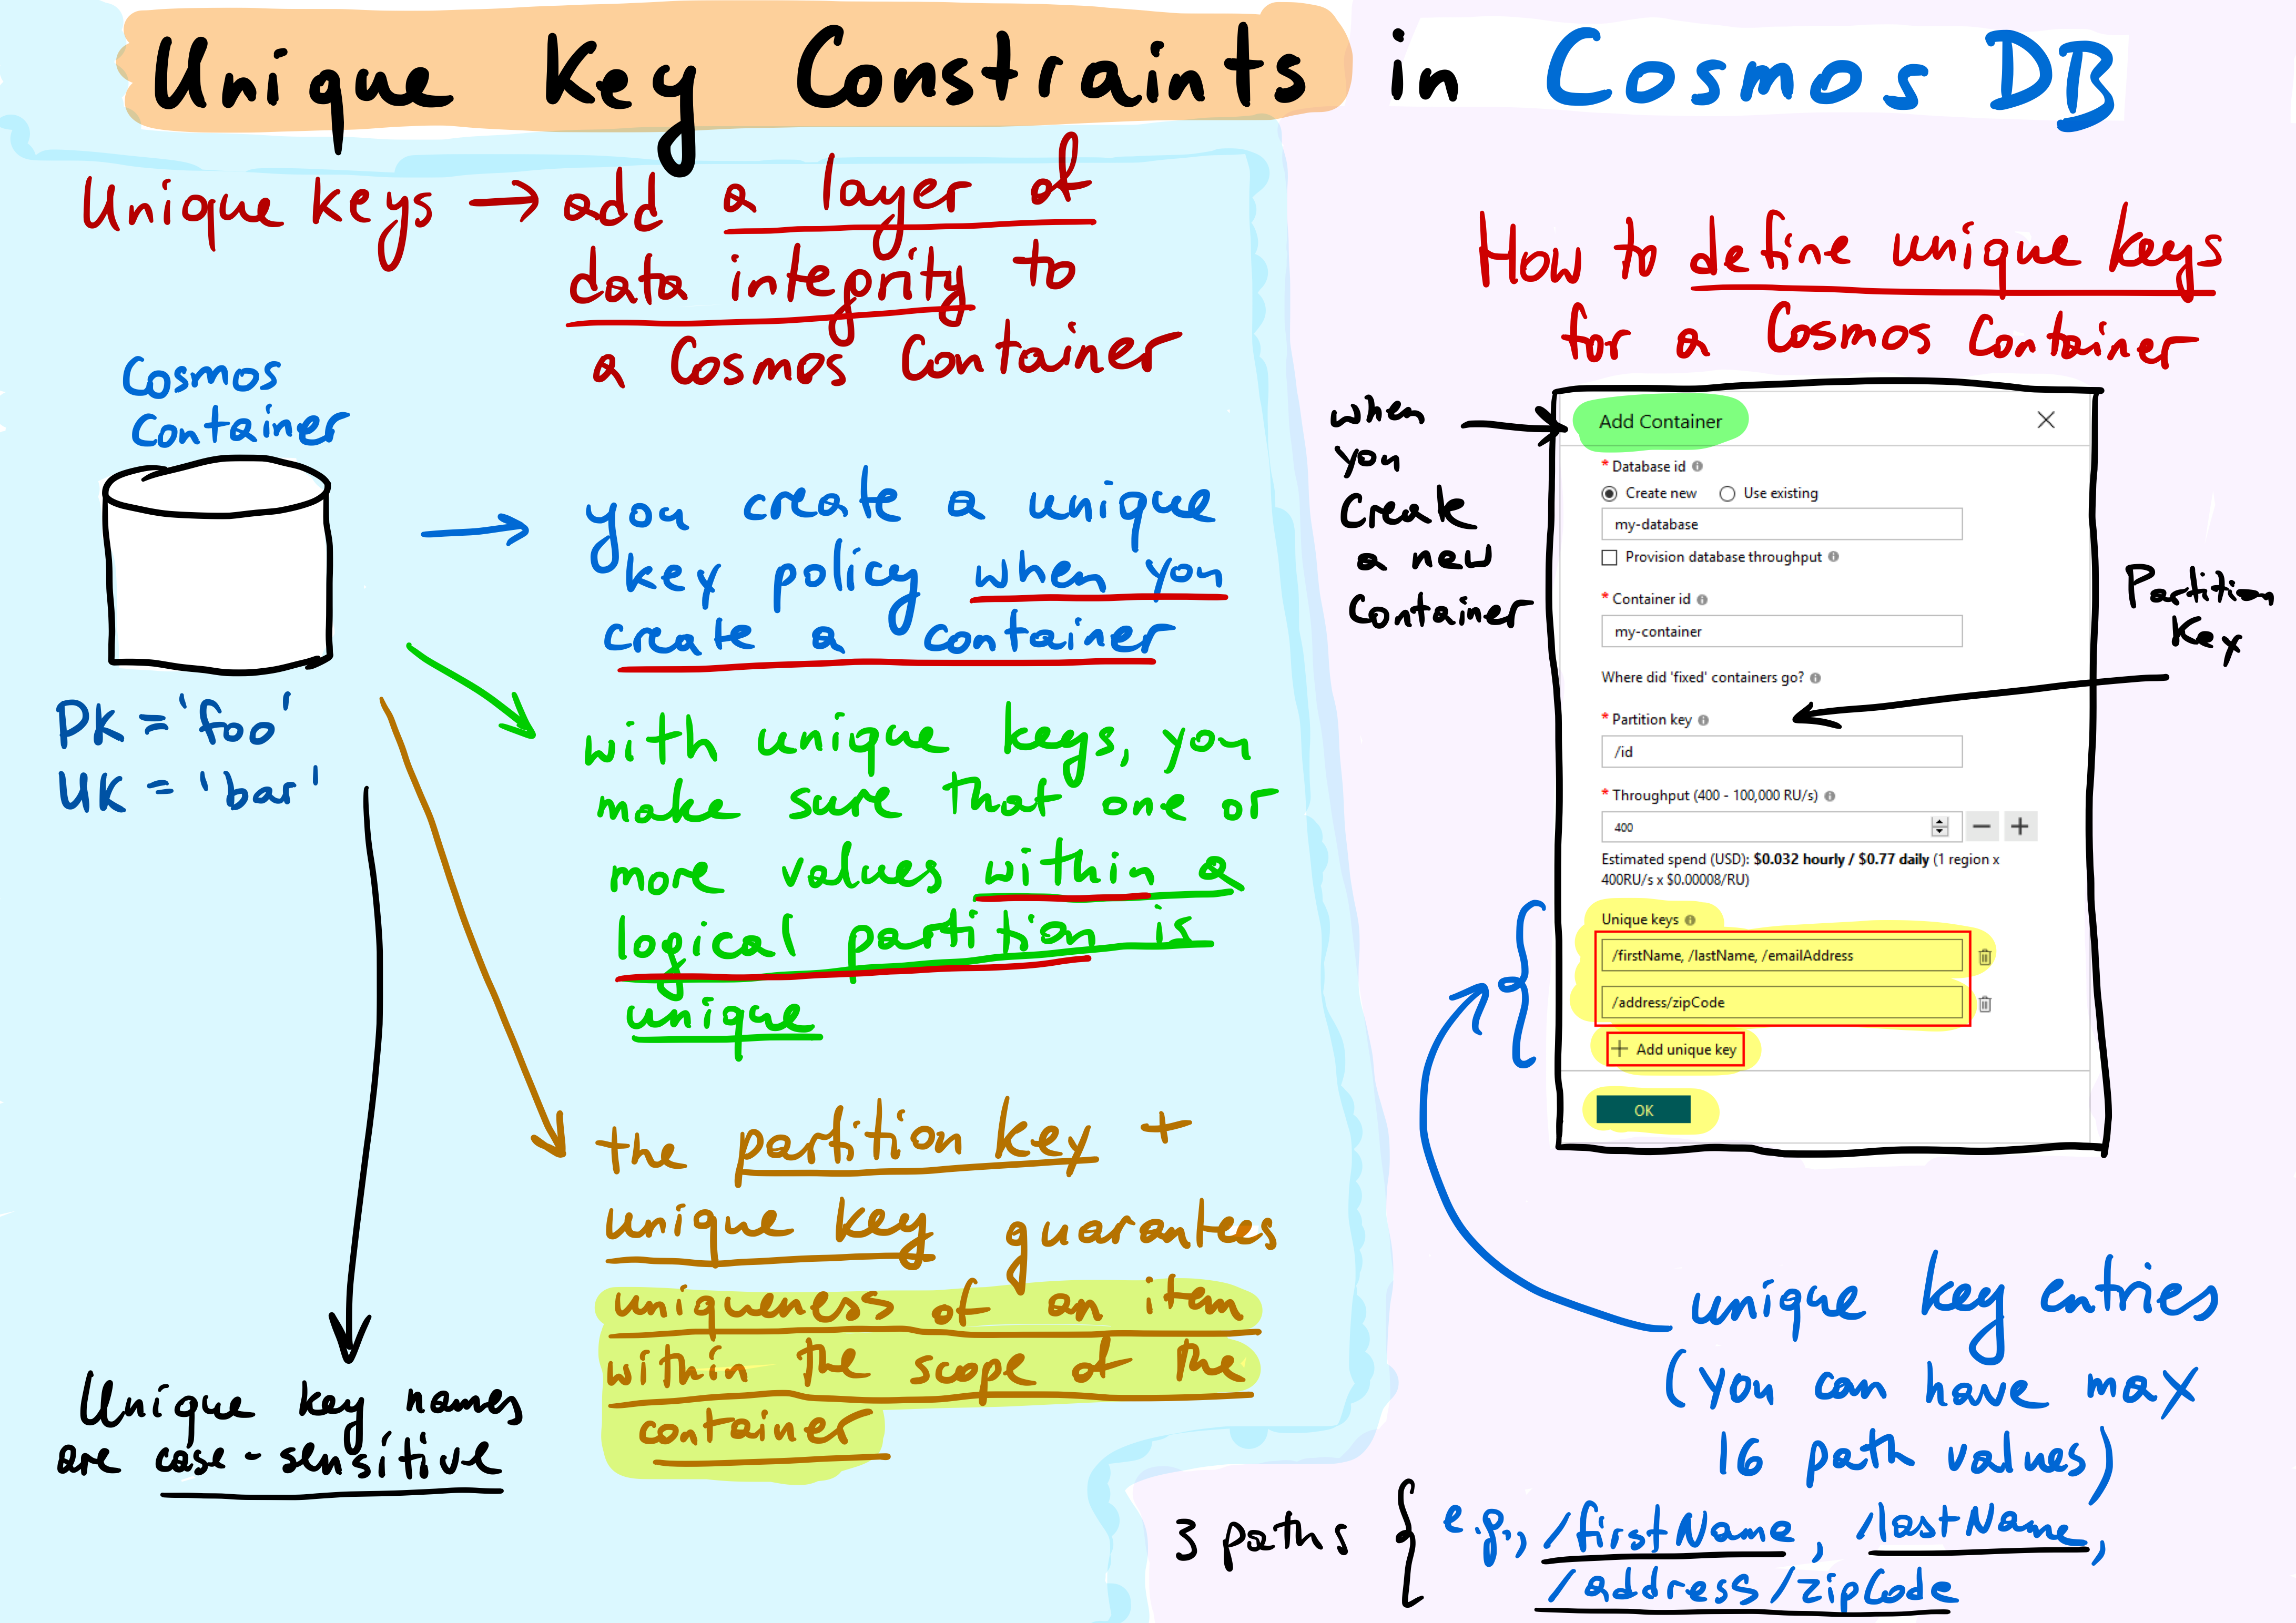 Unique Key Constraints in Cosmos DB
Unique keys → add a layer of
data integrity to
a Cosmos Container
Cosmos
Container
PK = 'foo'
UK = 'bar'
you create a unique
key policy when you
create a container
with unique keys, you
make sure that one or
more values within a
logical partition is
unique
the partition key +
unique key guarantees
uniqueness of an item
within the scope of the
container
Unique key names
are case-sensitive
How to define unique keys
for a Cosmos Container
when
you
Create
a new
Container
Add Container
* Database id
Create new Use existing
my-database
Provision database throughput
* Container id
my-container
Where did 'fixed' containers go?
* Partition key
/id
* Throughput (400 - 100,000 RU/s)
400
Estimated spend (USD): $0.032 hourly / $0.77 daily (1 region x
400RU/s x $0.00008/RU)
Unique keys
/firstName, /lastName, /emailAddress
/address/zipCode
+ Add unique key
OK
Partition
Key
unique key entries
(you can have max
16 path values)
3 paths { e.g., /firstName, /lastName,
/address/zipCode